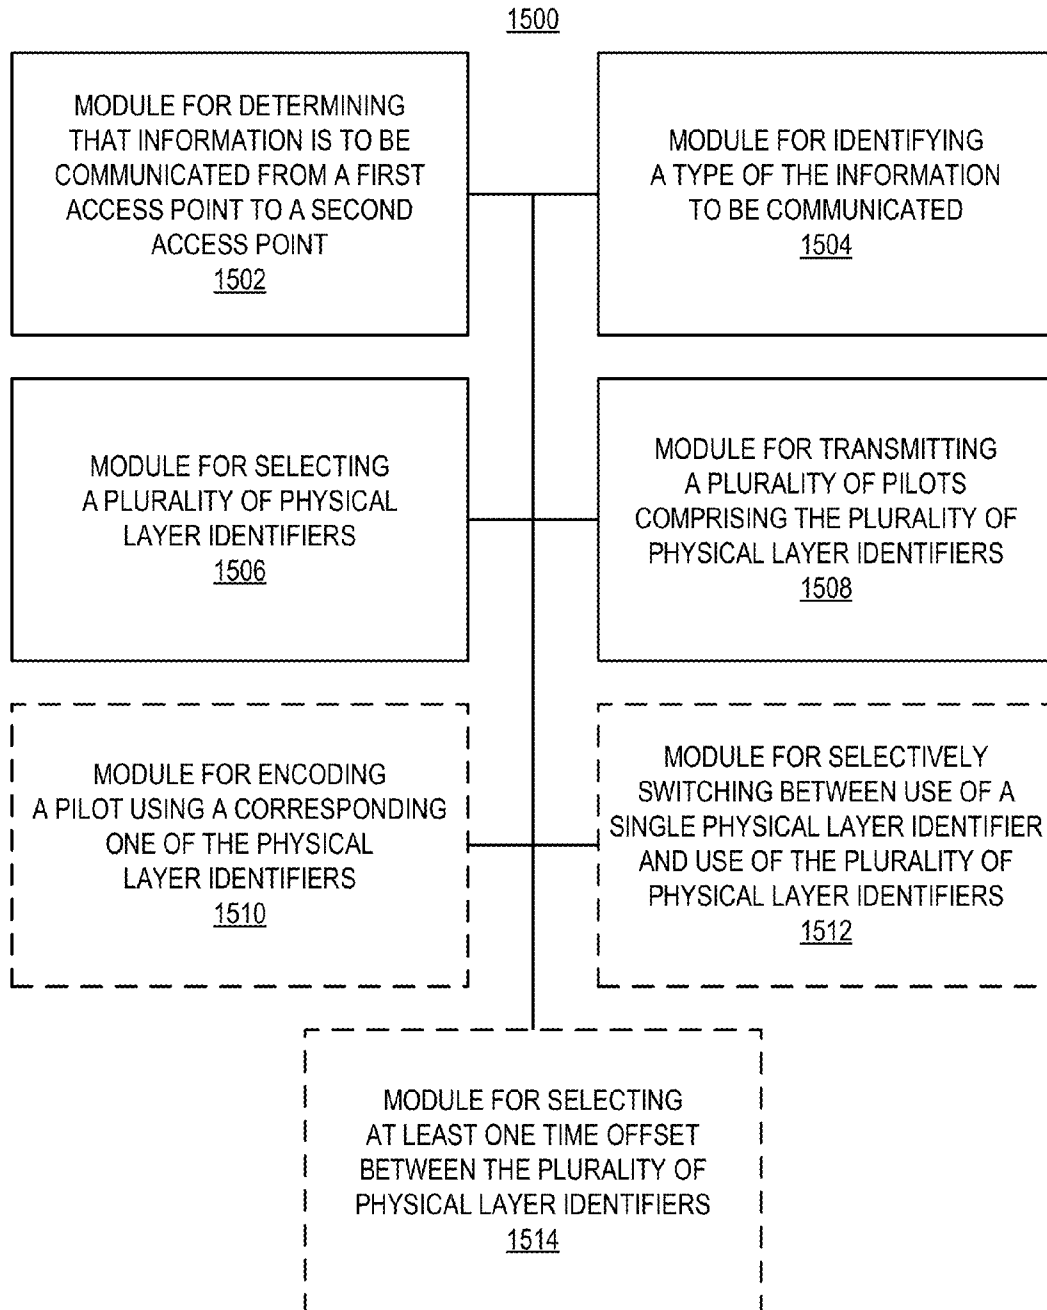 1500
MODULE FOR DETERMINING
THAT INFORMATION IS TO BE
COMMUNICATED FROM A FIRST
ACCESS POINT TO A SECOND
ACCESS POINT
1502
MODULE FOR IDENTIFYING
A TYPE OF THE INFORMATION
TO BE COMMUNICATED
1504
MODULE FOR SELECTING
A PLURALITY OF PHYSICAL
LAYER IDENTIFIERS
1506
MODULE FOR TRANSMITTING
A PLURALITY OF PILOTS
COMPRISING THE PLURALITY OF
PHYSICAL LAYER IDENTIFIERS
1508
MODULE FOR ENCODING
A PILOT USING A CORRESPONDING
ONE OF THE PHYSICAL
LAYER IDENTIFIERS
1510
MODULE FOR SELECTIVELY
SWITCHING BETWEEN USE OF A
SINGLE PHYSICAL LAYER IDENTIFIER
AND USE OF THE PLURALITY OF
PHYSICAL LAYER IDENTIFIERS
1512
MODULE FOR SELECTING
AT LEAST ONE TIME OFFSET
BETWEEN THE PLURALITY OF
PHYSICAL LAYER IDENTIFIERS
1514